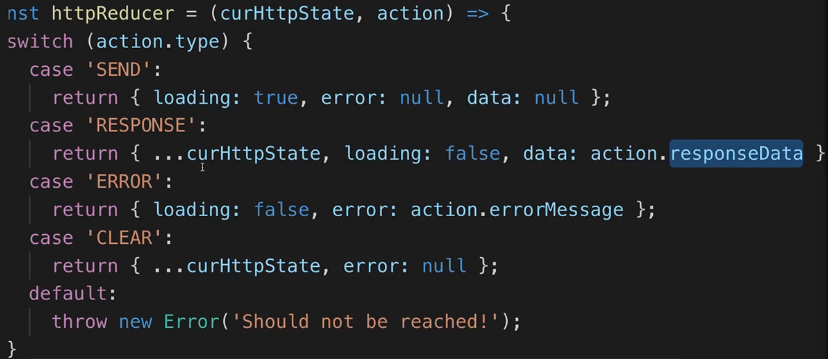 nst httpReducer = (curHttpState, action) => {
switch (action.type) {
case 'SEND':
return { loading: true, error: null, data: null };
case 'RESPONSE':
return { ...curHttpState, loading: false, data: action.responseData }
case 'ERROR':
return { loading: false, error: action.errorMessage };
case 'CLEAR':
return { ...curHttpState, error: null };
default:
throw new Error('Should not be reached!');
}